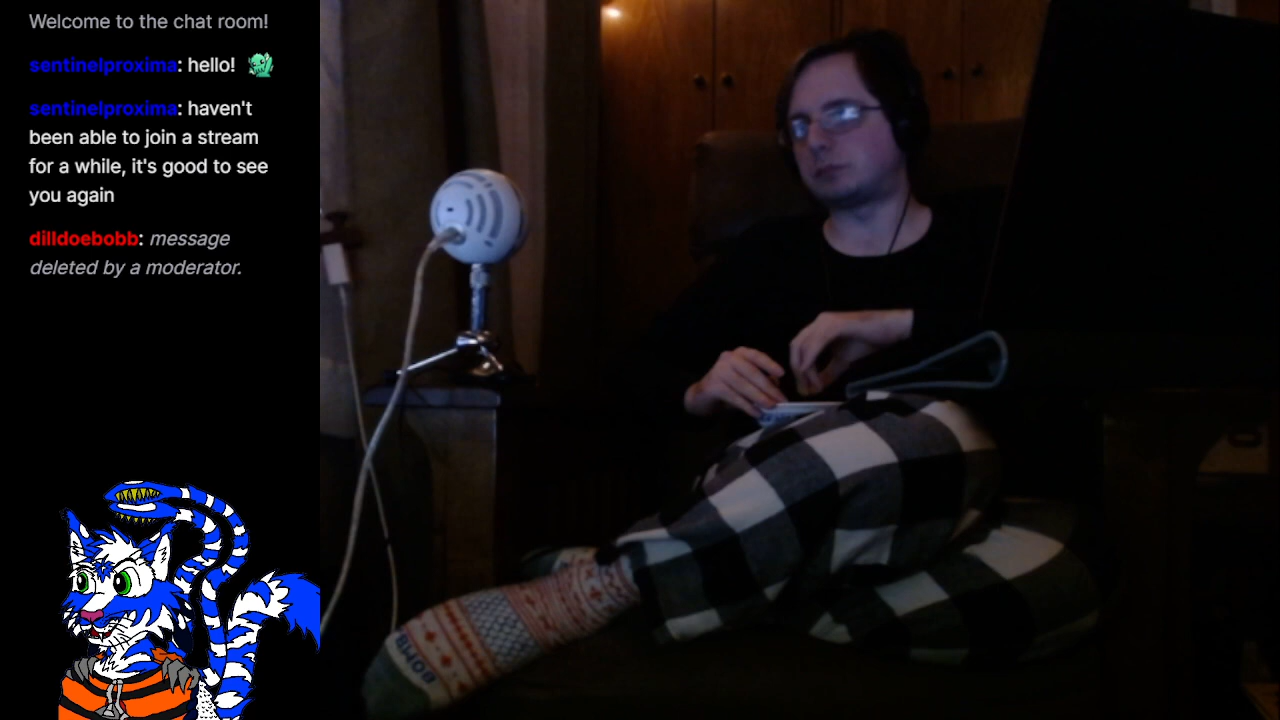 Welcome to the chat room!
sentinelproxima: hello!
sentinelproxima: haven't
been able to join a stream
for a while, it's good to see
you again
dilldoebobb: message
deleted by a moderator.
BOMB